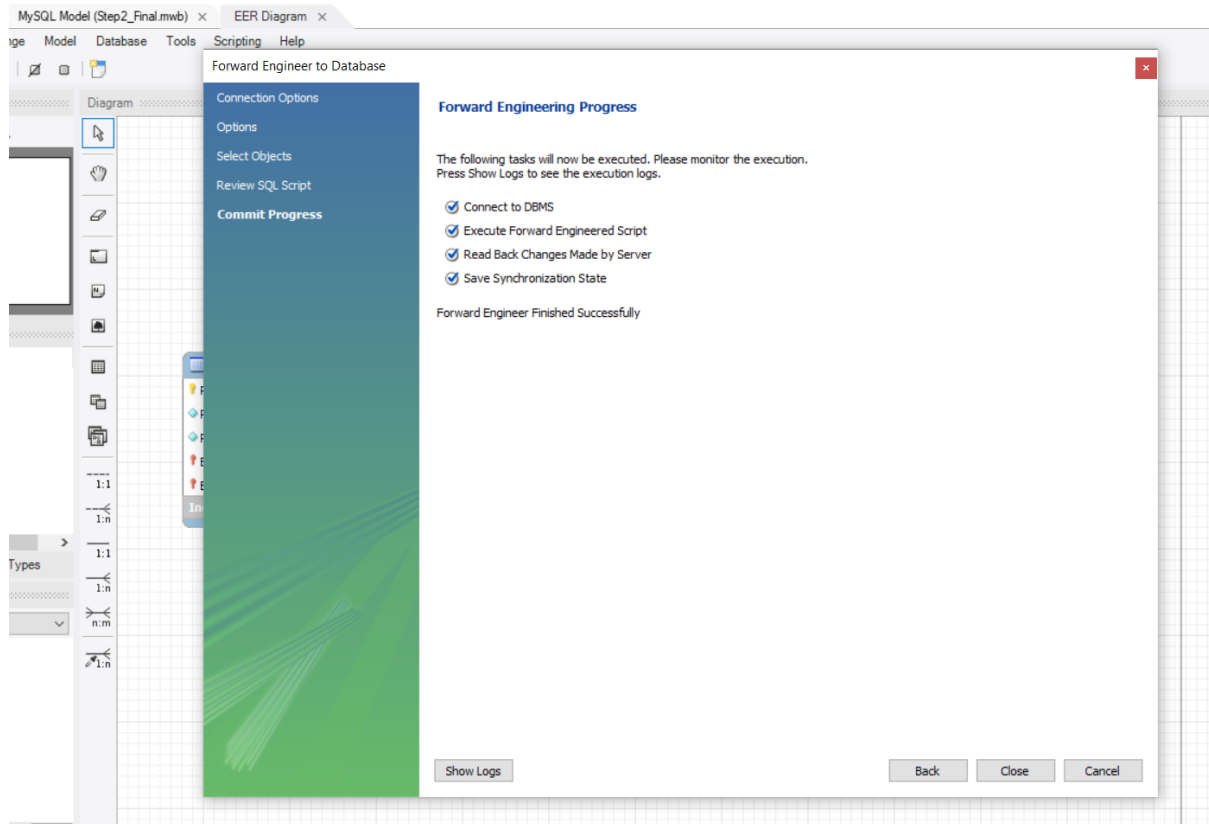 MySQL Model (Step2_Final.mwb) × EER Diagram ×
nge Model Database Tools Scripting Help
Forward Engineer to Database
Connection Options
Options
Select Objects
Review SQL Script
Commit Progress
Forward Engineering Progress
The following tasks will now be executed. Please monitor the execution.
Press Show Logs to see the execution logs.
Connect to DBMS
Execute Forward Engineered Script
Read Back Changes Made by Server
Save Synchronization State
Forward Engineer Finished Successfully
Diagram
In
1:1
1:n
1:1
1:n
n:m
1:n
Types
Show Logs Back Close Cancel